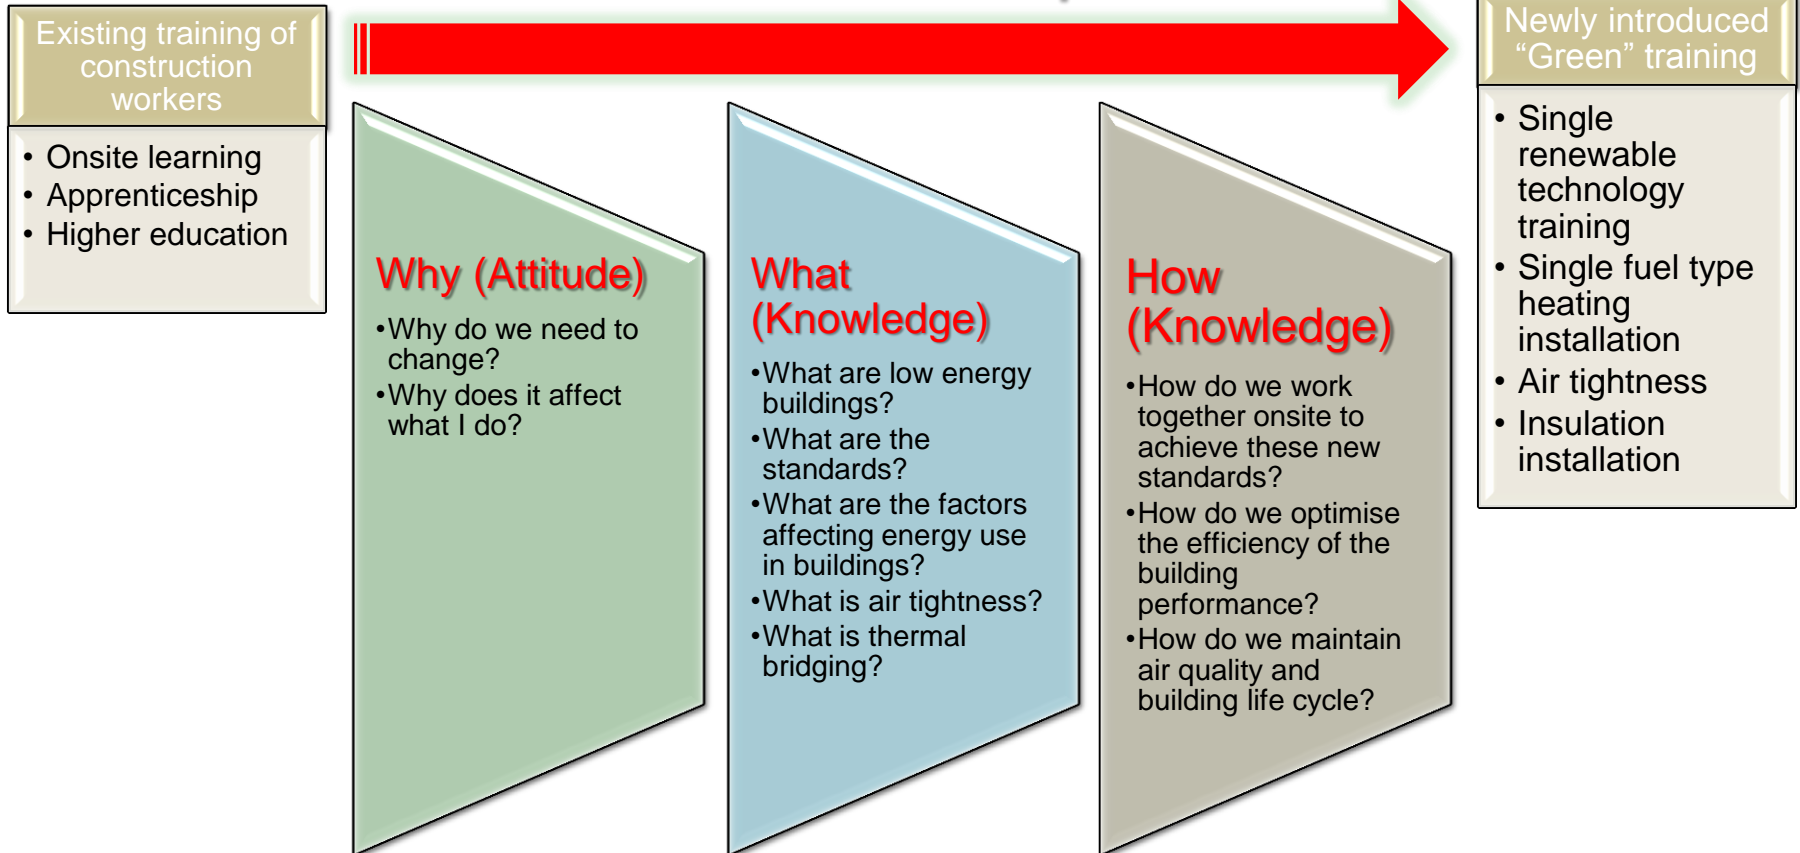 Existing training of
construction
workers
• Onsite learning
• Apprenticeship
• Higher education
Why (Attitude)
•Why do we need to
change?
•Why does it affect
what I do?
What
(Knowledge)
•What are low energy
buildings?
•What are the
standards?
•What are the factors
affecting energy use
in buildings?
•What is air tightness?
•What is thermal
bridging?
How
(Knowledge)
•How do we work
together onsite to
achieve these new
standards?
•How do we optimise
the efficiency of the
building
performance?
•How do we maintain
air quality and
building life cycle?
Newly introduced
“Green” training
• Single
renewable
technology
training
• Single fuel type
heating
installation
• Air tightness
• Insulation
installation